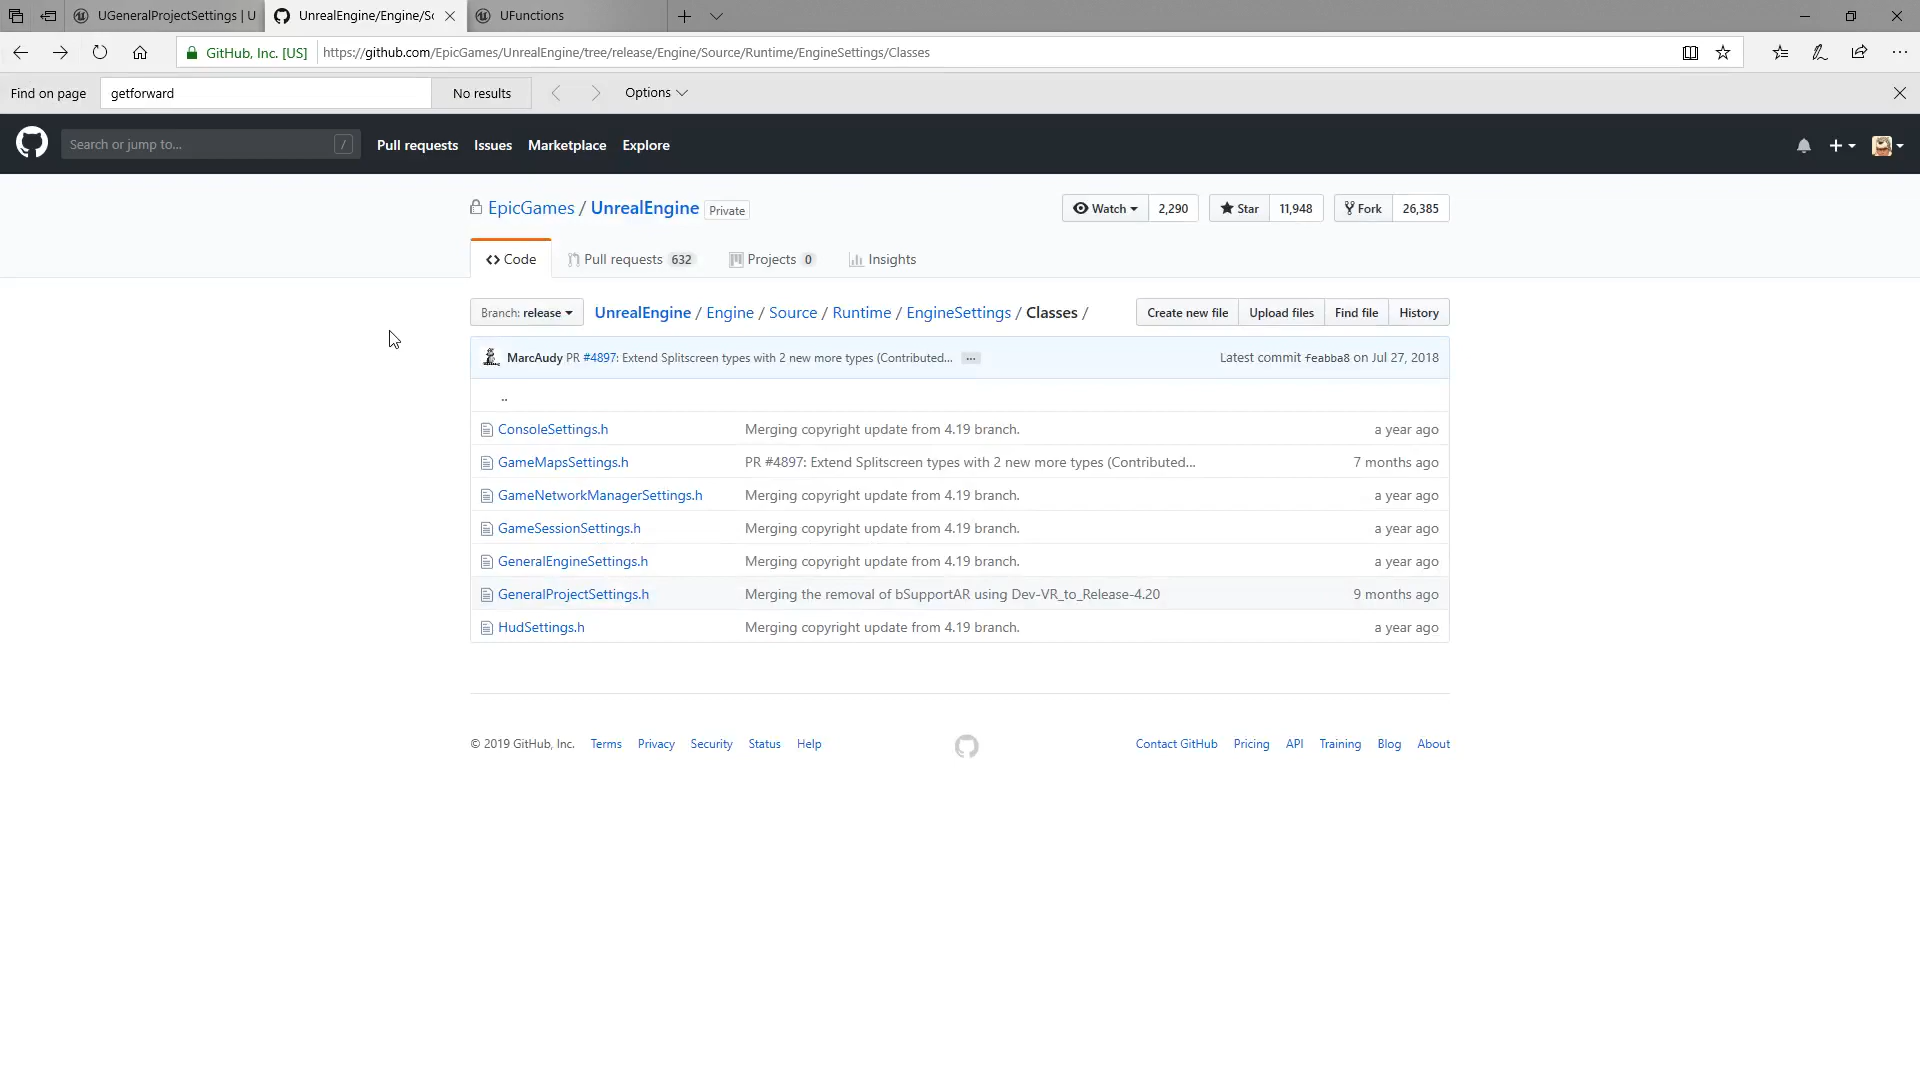 UGeneralProjectSettings | U
UnrealEngine/Engine/So
UFunctions
GitHub, Inc. [US]
https://github.com/EpicGames/UnrealEngine/tree/release/Engine/Source/Runtime/EngineSettings/Classes
Find on page
getforward
No results
Options
Search or jump to...
/
Pull requests
Issues
Marketplace
Explore
EpicGames / UnrealEngine
Private
Watch
2,290
Star
11,948
Fork
26,385
Code
Pull requests 632
Projects 0
Insights
Branch: release
UnrealEngine / Engine / Source / Runtime / EngineSettings / Classes /
Create new file
Upload files
Find file
History
MarcAudy PR #4897: Extend Splitscreen types with 2 new more types (Contributed... ...
Latest commit feabba8 on Jul 27, 2018
..
ConsoleSettings.h Merging copyright update from 4.19 branch. a year ago
GameMapsSettings.h PR #4897: Extend Splitscreen types with 2 new more types (Contributed... 7 months ago
GameNetworkManagerSettings.h Merging copyright update from 4.19 branch. a year ago
GameSessionSettings.h Merging copyright update from 4.19 branch. a year ago
GeneralEngineSettings.h Merging copyright update from 4.19 branch. a year ago
GeneralProjectSettings.h Merging the removal of bSupportAR using Dev-VR_to_Release-4.20 9 months ago
HudSettings.h Merging copyright update from 4.19 branch. a year ago
© 2019 GitHub, Inc. Terms Privacy Security Status Help
Contact GitHub Pricing API Training Blog About